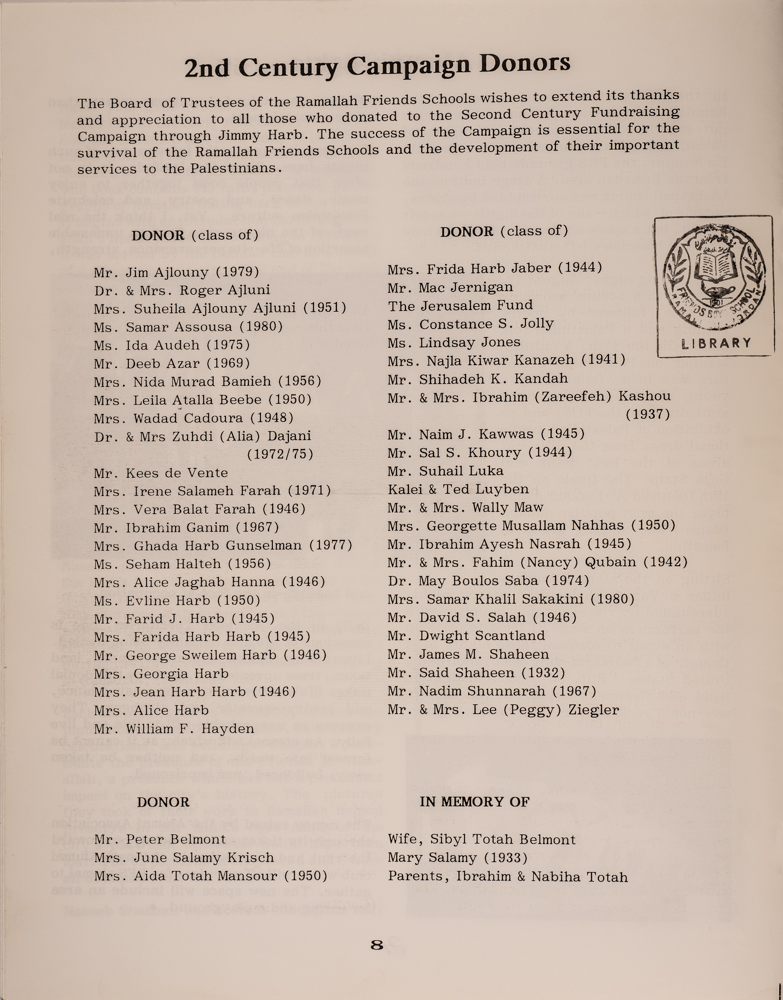 2nd Century Campaign Donors
The Board of Trustees of the Ramallah Friends Schools wishes to extend its thanks
and appreciation to all those who donated to the Second Century Fundraising
Campaign through Jimmy Harb. The success of the Campaign is essential for the
survival of the Ramallah Friends Schools and the development of their important
services to the Palestinians.
DONOR (class of)
Mr. Jim Ajlouny (1979)
Dr. & Mrs. Roger Ajluni
Mrs. Suheila Ajlouny Ajluni (1951)
Ms. Samar Assousa (1980)
Ms. Ida Audeh (1975)
Mr. Deeb Azar (1969)
Mrs. Nida Murad Bamieh (1956)
Mrs. Leila Atalla Beebe (1950)
Mrs. Wadad Cadoura (1948)
Dr. & Mrs Zuhdi (Alia) Dajani
(1972/75)
Mr. Kees de Vente
Mrs. Irene Salameh Farah (1971)
Mrs. Vera Balat Farah (1946)
Mr. Ibrahim Ganim (1967)
Mrs. Ghada Harb Gunselman (1977)
Ms. Seham Halteh (1956)
Mrs. Alice Jaghab Hanna (1946)
Ms. Evline Harb (1950)
Mr. Farid J. Harb (1945)
Mrs. Farida Harb Harb (1945)
Mr. George Sweilem Harb (1946)
Mrs. Georgia Harb
Mrs. Jean Harb Harb (1946)
Mrs. Alice Harb
Mr. William F. Hayden
DONOR (class of)
Mrs. Frida Harb Jaber (1944)
Mr. Mac Jernigan
The Jerusalem Fund
Ms. Constance S. Jolly
Ms. Lindsay Jones
Mrs. Najla Kiwar Kanazeh (1941)
Mr. Shihadeh K. Kandah
Mr. & Mrs. Ibrahim (Zareefeh) Kashou
(1937)
Mr. Naim J. Kawwas (1945)
Mr. Sal S. Khoury (1944)
Mr. Suhail Luka
Kalei & Ted Luyben
Mr. & Mrs. Wally Maw
Mrs. Georgette Musallam Nahhas (1950)
Mr. Ibrahim Ayesh Nasrah (1945)
Mr. & Mrs. Fahim (Nancy) Qubain (1942)
Dr. May Boulos Saba (1974)
Mrs. Samar Khalil Sakakini (1980)
Mr. David S. Salah (1946)
Mr. Dwight Scantland
Mr. James M. Shaheen
Mr. Said Shaheen (1932)
Mr. Nadim Shunnarah (1967)
Mr. & Mrs. Lee (Peggy) Ziegler
FRIENDS BOYS SCHOOL
LIBRARY
DONOR
Mr. Peter Belmont
Mrs. June Salamy Krisch
Mrs. Aida Totah Mansour (1950)
IN MEMORY OF
Wife, Sibyl Totah Belmont
Mary Salamy (1933)
Parents, Ibrahim & Nabiha Totah
8